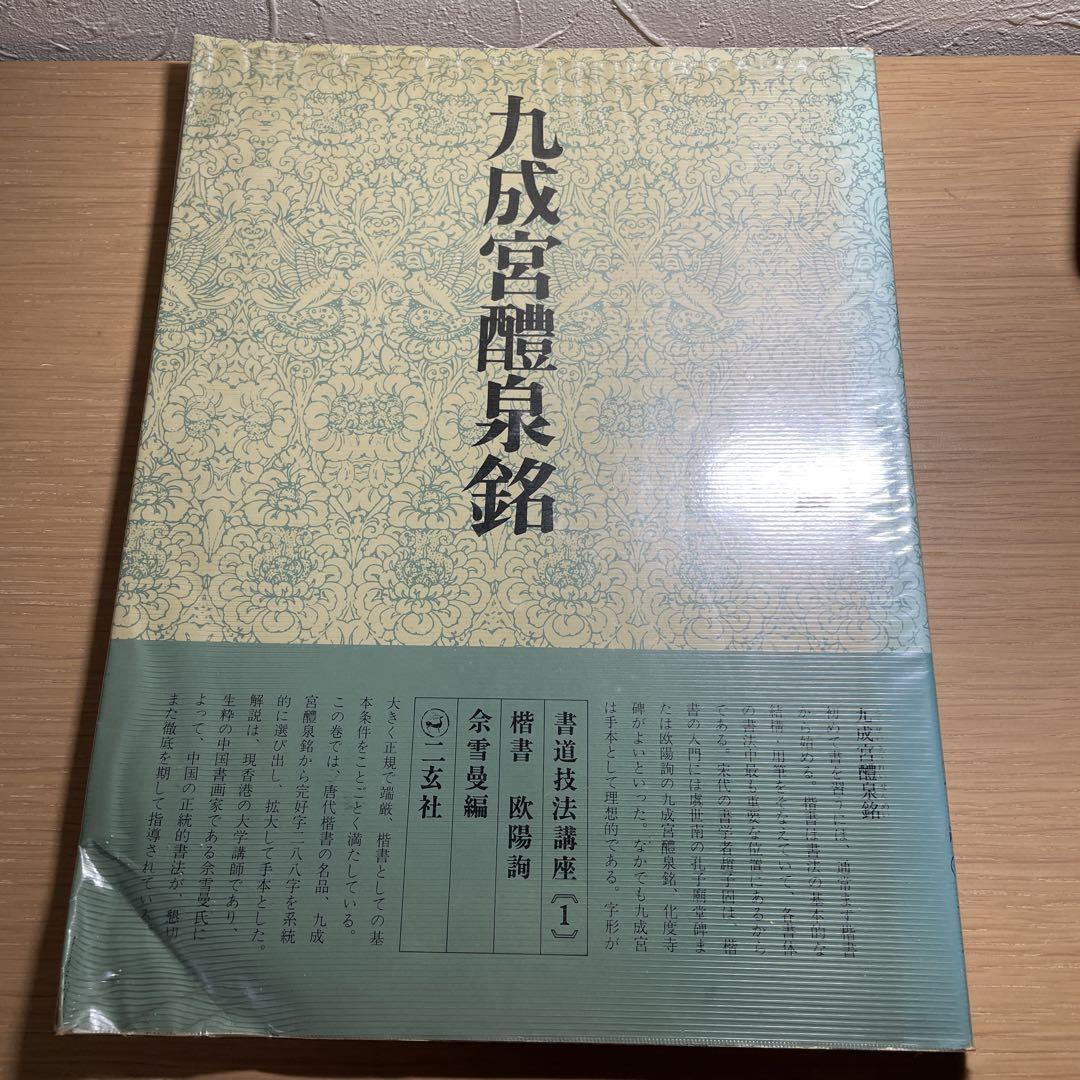 九成宮醴泉銘
九成宮醴泉銘
初めて書を習うには、通常まず楷書
から始める。楷書は書法の基本的な
結構・用筆をそなえていて、各書体
の書法中最も重要な位置にあるから
である。宋代の書学者趙子固は、楷
書の入門には虞世南の孔子廟堂碑ま
たは欧陽詢の九成宮醴泉銘、化度寺
碑がよいといった。なかでも九成宮
は手本として理想的である。字形が
書道技法講座〔1〕
楷書 欧陽詢
余雪曼編
二玄社
大きく正規で端厳、楷書としての基
本条件をことごとく満たしている。
この巻では、唐代楷書の名品、九成
宮醴泉銘から完好字二八八字を系統
的に選び出し、拡大して手本とした。
解説は、現香港の大学講師であり、
生粋の中国書画家である余雪曼氏に
よって、中国の正統的書法が、懇切
また徹底を期して指導されている